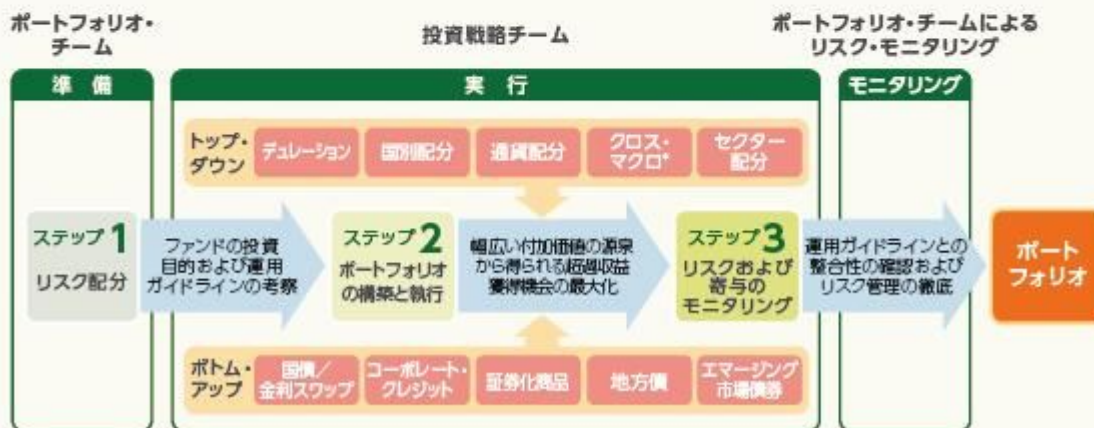 ポートフォリオ・
チーム
投資戦略チーム
ポートフォリオ・チームによる
リスク・モニタリング
準備
実行
モニタリング
トップ・
ダウン
デュレーション
国別配分
通貨配分
クロス・
マクロ*
セクター
配分
ステップ1
リスク配分
ファンドの投資
目的および運用
ガイドラインの考察
ステップ2
ポートフォリオ
の構築と執行
幅広い付加価値の源泉
から得られる超過収益
獲得機会の最大化
ステップ3
リスクおよび
寄与の
モニタリング
運用ガイドラインとの
整合性の確認および
リスク管理の徹底
ポート
フォリオ
ボトム・
アップ
国債/
金利スワップ
コーポレート・
クレジット
証券化商品
地方債
エマージング
市場債券